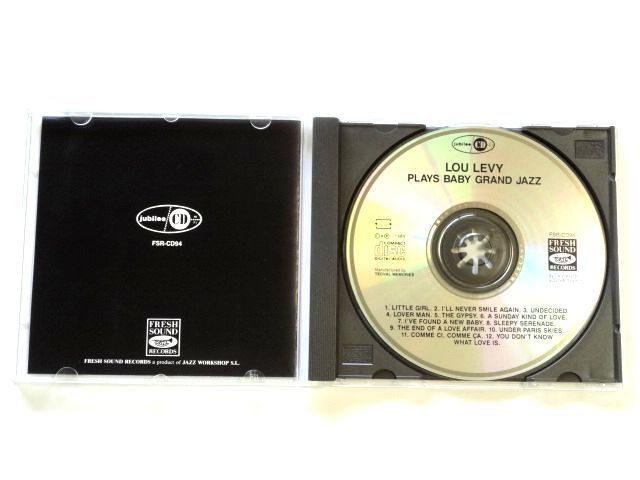 jubilee CD
FSR-CD94
FRESH
SOUND
RECORDS
FRESH SOUND RECORDS a product of JAZZ WORKSHOP S.L.
jubilee CD
LOU LEVY
PLAYS BABY GRAND JAZZ
FSR-CD94
COMPACT
disc
DIGITAL AUDIO
FRESH
SOUND
RECORDS
Manufactured by
TECVAL MEMORIES
1. LITTLE GIRL. 2. I'LL NEVER SMILE AGAIN. 3. UNDECIDED.
4. LOVER MAN. 5. THE GYPSY. 6. A SUNDAY KIND OF LOVE.
7. I'VE FOUND A NEW BABY. 8. SLEEPY SERENADE.
9. THE END OF A LOVE AFFAIR. 10. UNDER PARIS SKIES.
11. COMME CI, COMME ÇA. 12. YOU DON'T KNOW
WHAT LOVE IS.